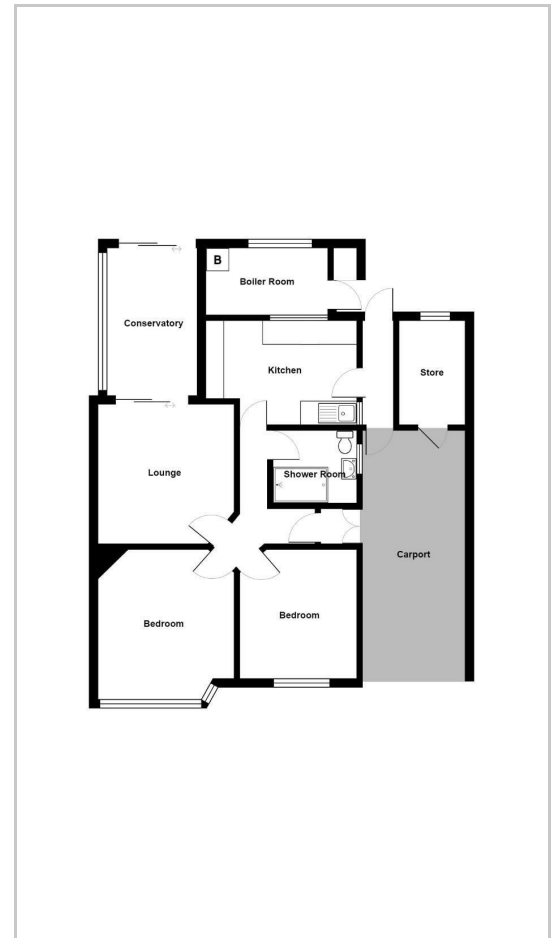 B
Boiler Room
Conservatory
Kitchen
Store
Lounge
Shower Room
Carport
Bedroom
Bedroom